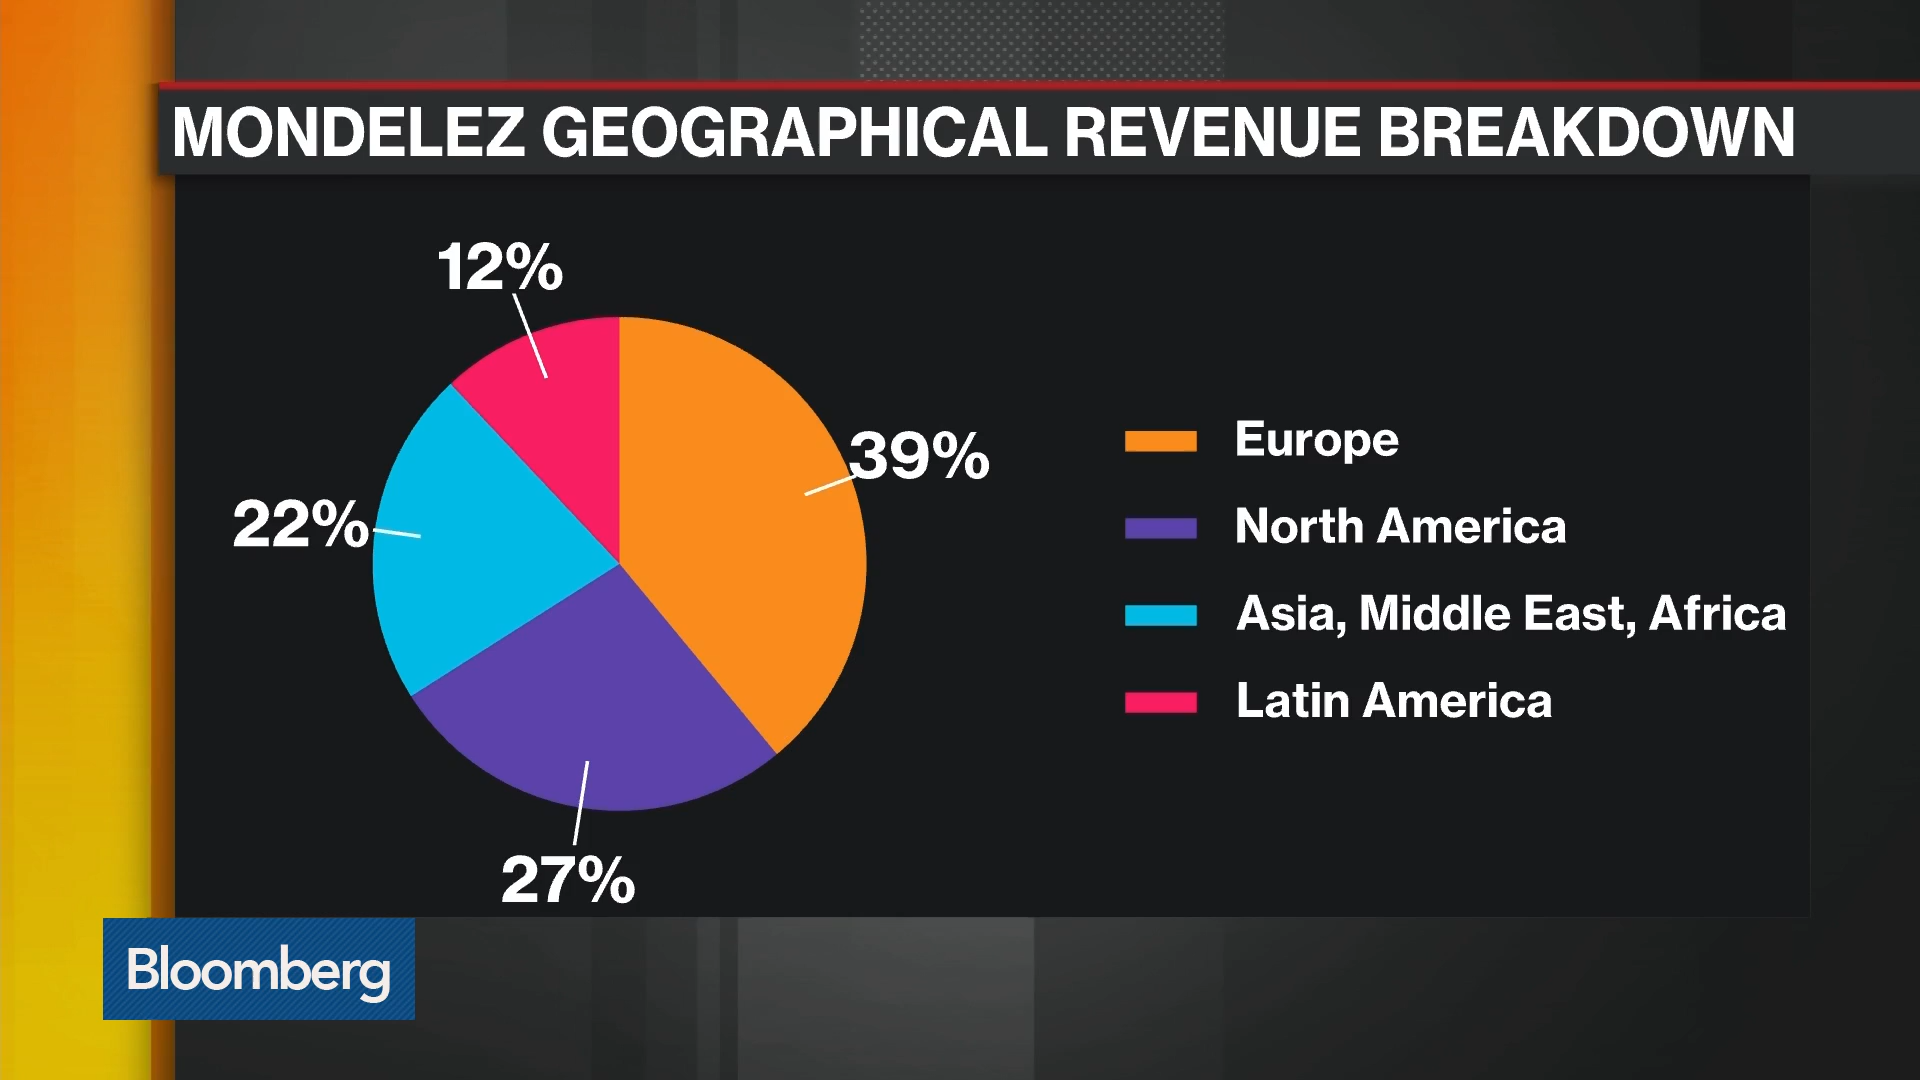 MONDELEZ GEOGRAPHICAL REVENUE BREAKDOWN
12%
39%
22%
27%
Europe
North America
Asia, Middle East, Africa
Latin America
Bloomberg